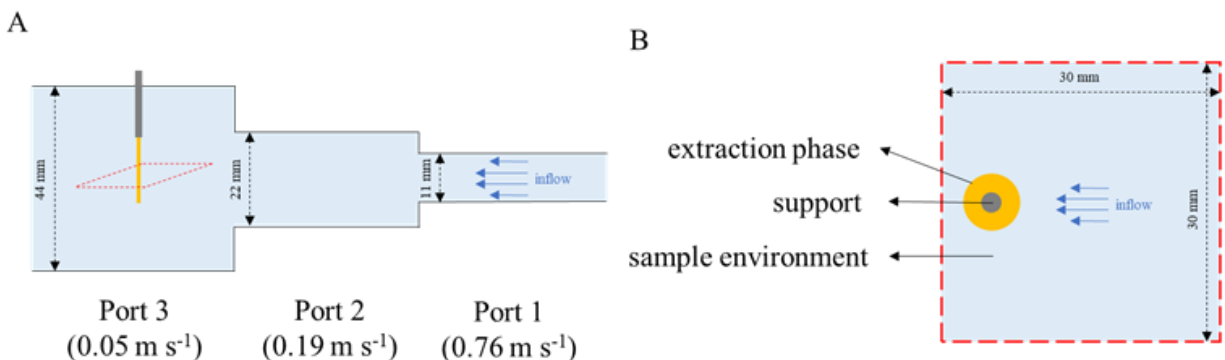 A
44 mm
22 mm
11 mm
inflow
Port 3
(0.05 m s⁻¹)
Port 2
(0.19 m s⁻¹)
Port 1
(0.76 m s⁻¹)
B
30 mm
extraction phase
support
sample environment
inflow
30 mm